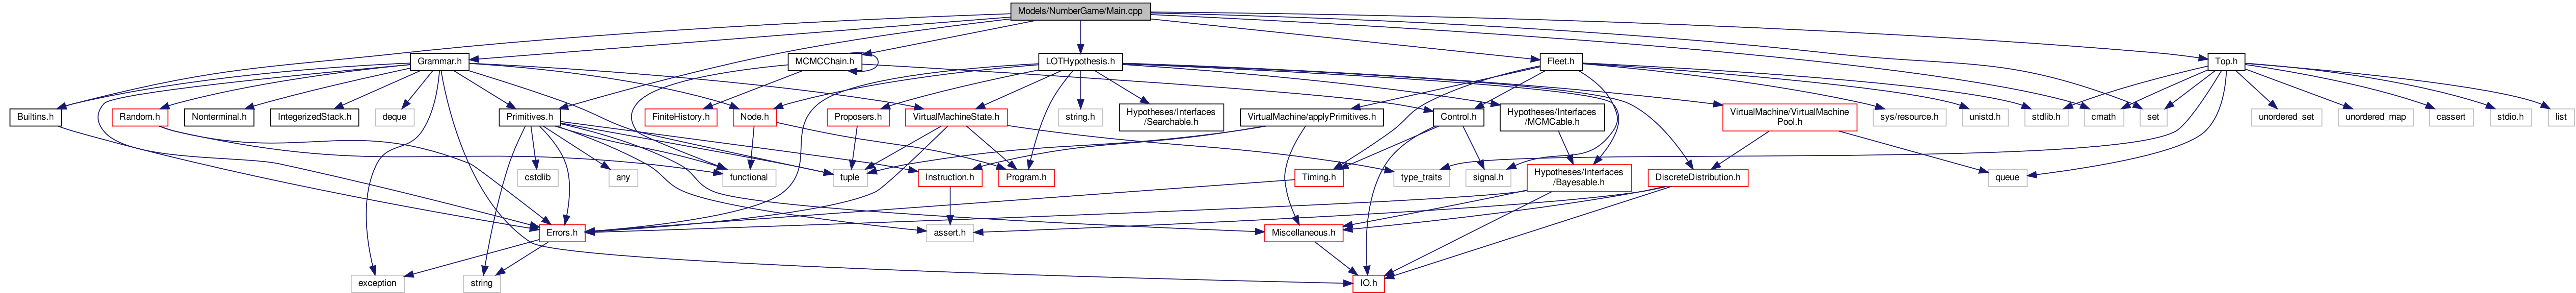 Models/NumberGame/Main.cpp
Grammar.h
MCMCChain.h
LOTHypothesis.h
Fleet.h
Top.h
Builtins.h
Random.h
Nonterminal.h
IntegerizedStack.h
deque
Primitives.h
FiniteHistory.h
Node.h
Proposers.h
VirtualMachineState.h
string.h
Hypotheses/Interfaces
/Searchable.h
VirtualMachine/applyPrimitives.h
Control.h
Hypotheses/Interfaces
/MCMCable.h
VirtualMachine/VirtualMachine
Pool.h
sys/resource.h
unistd.h
stdlib.h
cmath
set
unordered_set
unordered_map
cassert
stdio.h
list
cstdlib
any
functional
tuple
Instruction.h
Program.h
Timing.h
type_traits
signal.h
Hypotheses/Interfaces
/Bayesable.h
DiscreteDistribution.h
queue
Errors.h
assert.h
Miscellaneous.h
exception
string
IO.h